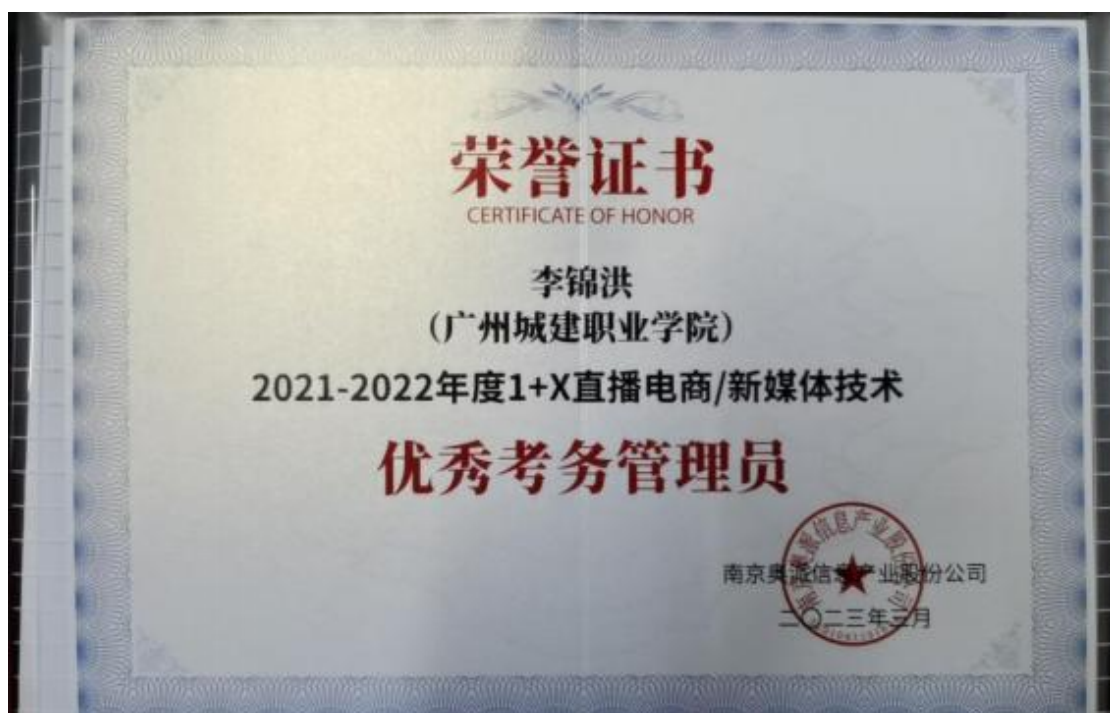 荣誉证书
CERTIFICATE OF HONOR
李锦洪
（广州城建职业学院）
2021-2022年度1+X直播电商/新媒体技术
优秀考务管理员
南京奥派信息产业股份公司
二〇二三年三月